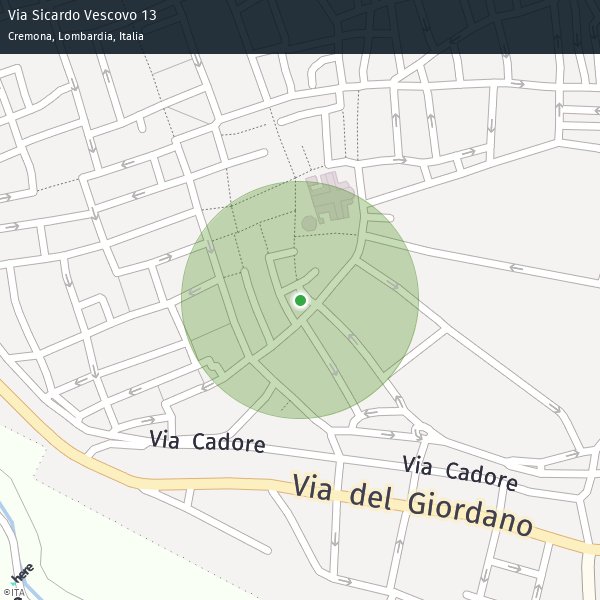 Via Sicardo Vescovo 13
Cremona, Lombardia, Italia
Via Cadore
Via Cadore
Via del Giordano
here
©ITA